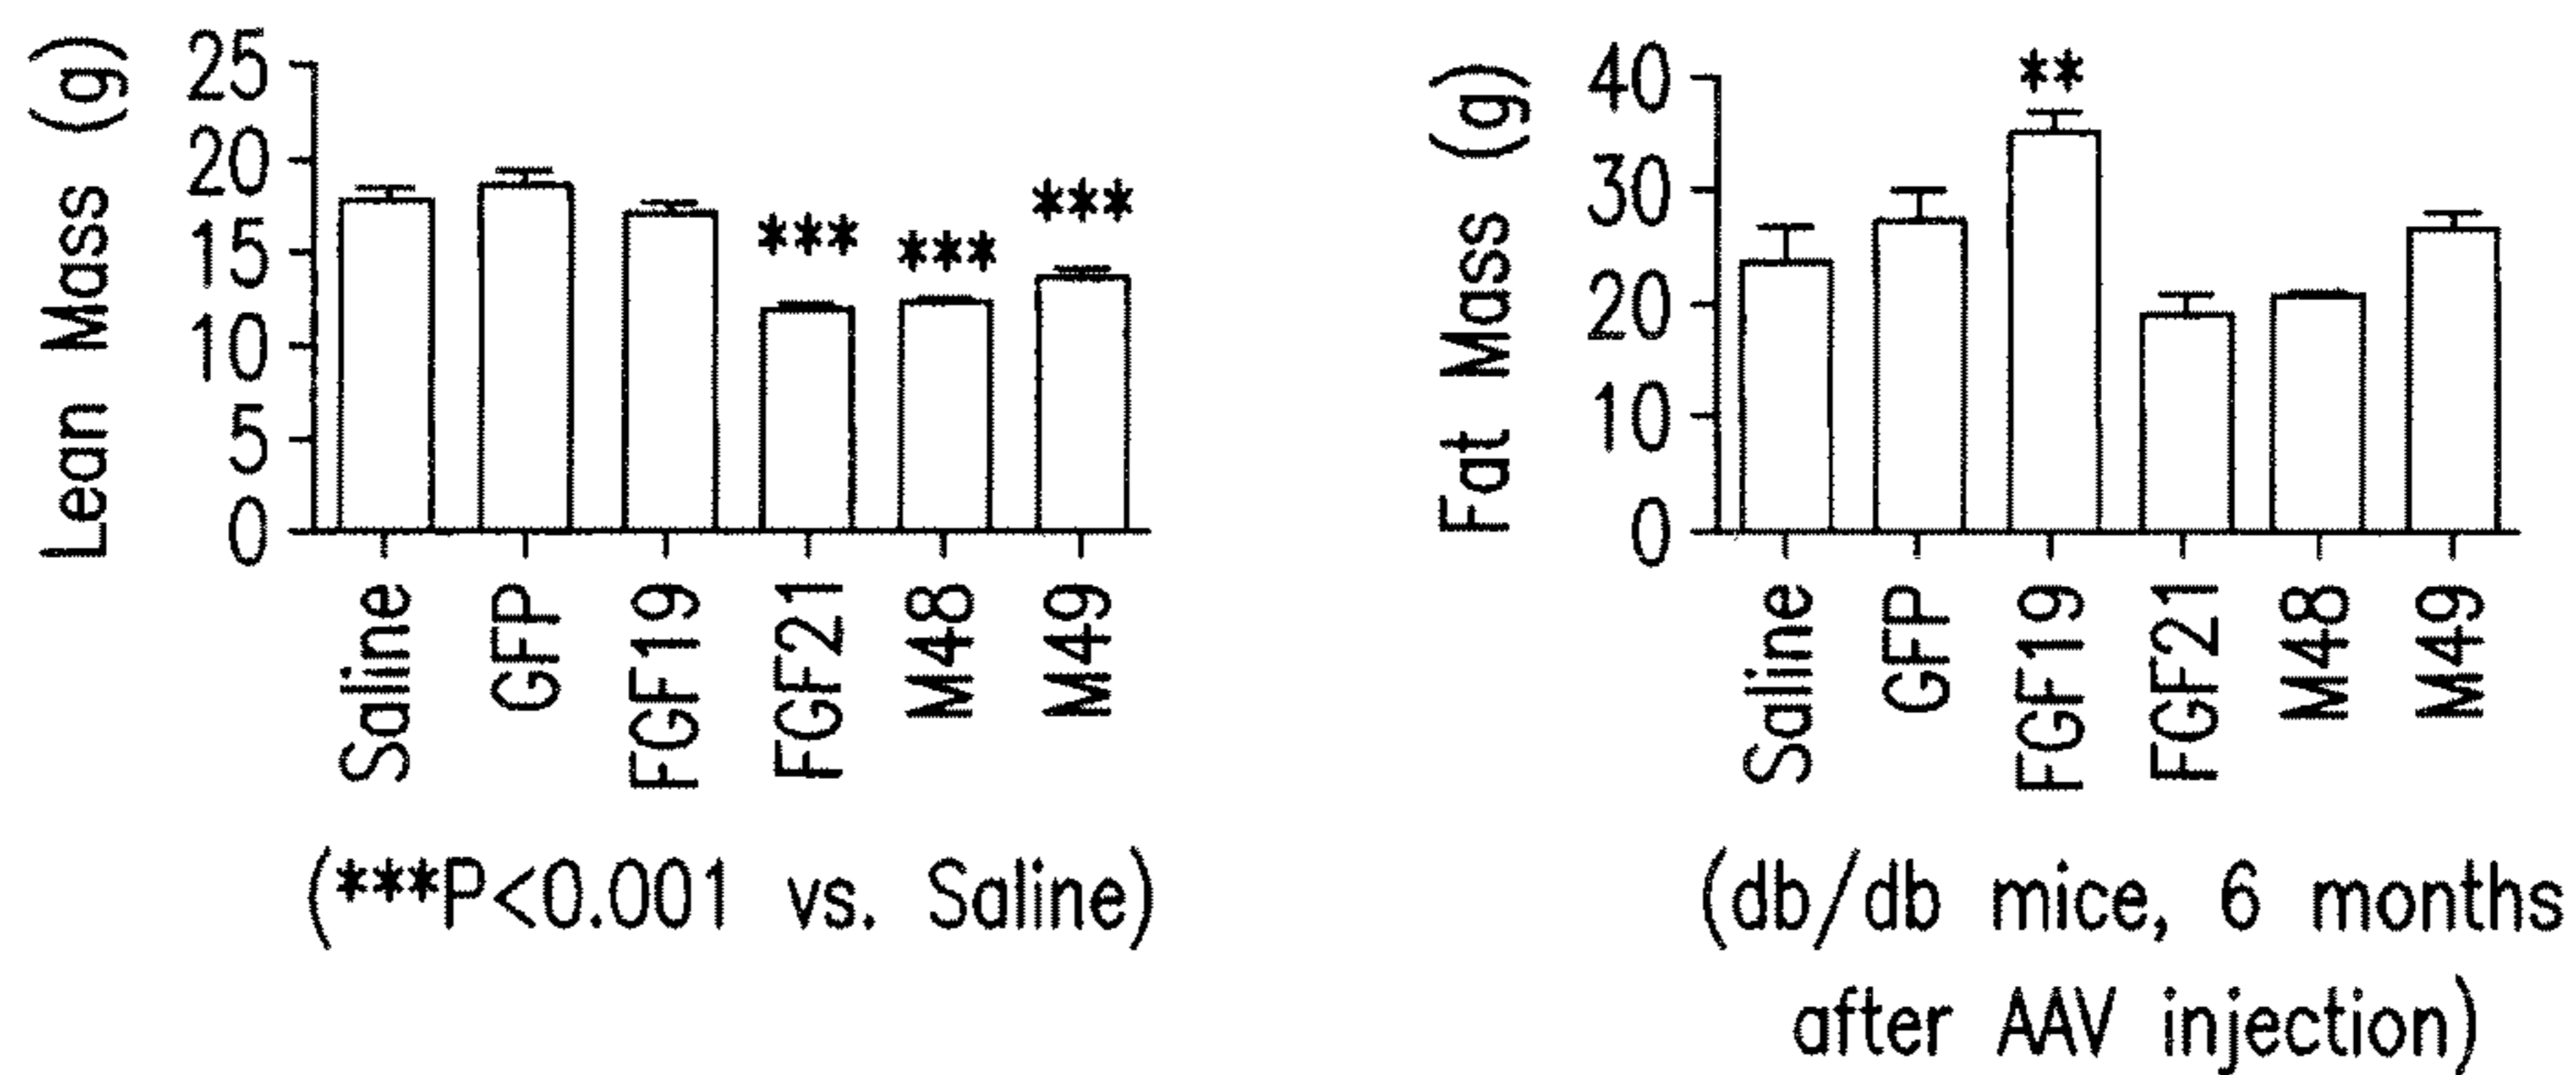 Lean Mass (g)
25
20
15
10
5
0
***
***
***
Saline
GFP
FGF19
FGF21
M48
M49
(***P<0.001 vs. Saline)
Fat Mass (g)
40
30
20
10
0
**
Saline
GFP
FGF19
FGF21
M48
M49
(db/db mice, 6 months
after AAV injection)